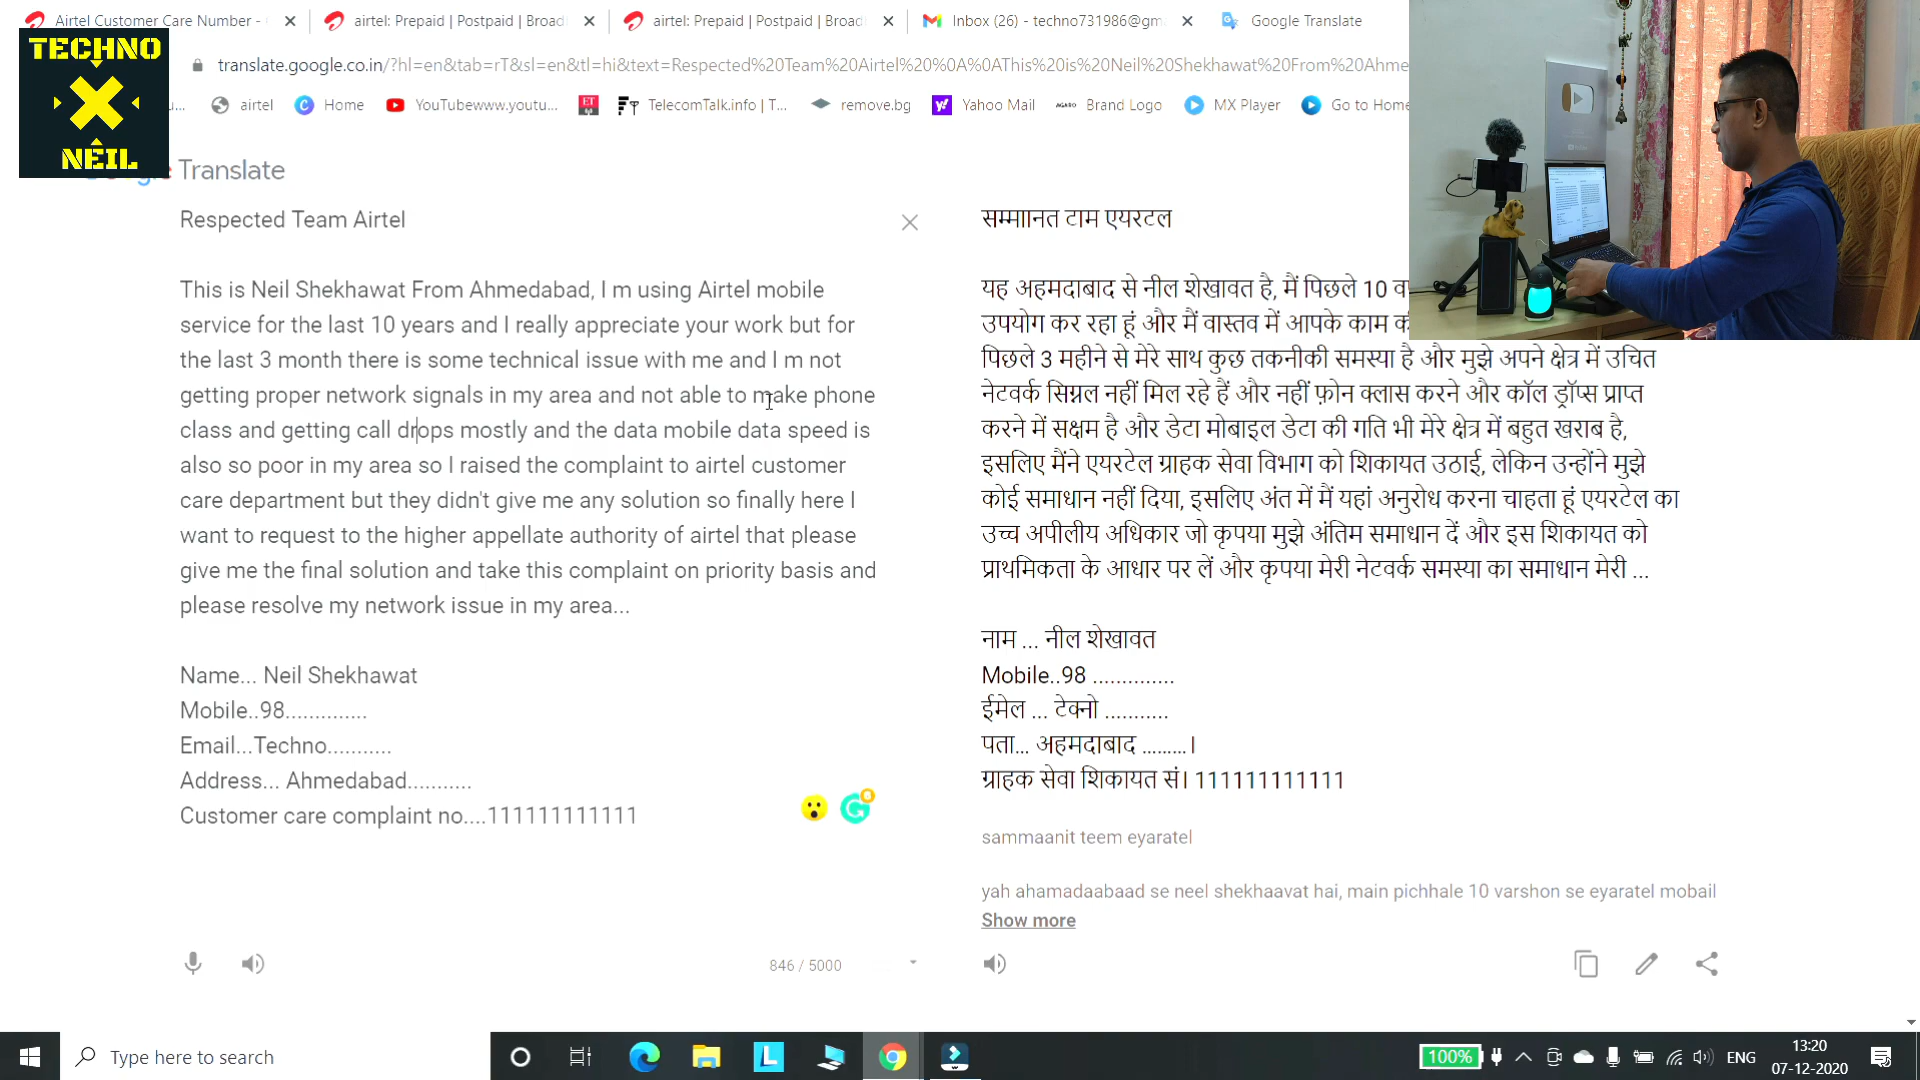 Airtel Customer Care Number -
airtel: Prepaid | Postpaid | Broad
airtel: Prepaid | Postpaid | Broad
Inbox (26) - techno731986@gm
Google Translate
TECHNO
NEIL
translate.google.co.in/?hl=en&tab=rT&sl=en&tl=hi&text=Respected%20Team%20Airtel%20%0A%0AThis%20is%20Neil%20Shekhawat%20From%20Ahme
airtel
Home
YouTubewww.youtu...
TelecomTalk.info | T...
remove.bg
Yahoo Mail
Brand Logo
MX Player
Go to Home
Translate
Respected Team Airtel
This is Neil Shekhawat From Ahmedabad, I m using Airtel mobile
service for the last 10 years and I really appreciate your work but for
the last 3 month there is some technical issue with me and I m not
getting proper network signals in my area and not able to make phone
class and getting call drops mostly and the data mobile data speed is
also so poor in my area so I raised the complaint to airtel customer
care department but they didn't give me any solution so finally here I
want to request to the higher appellate authority of airtel that please
give me the final solution and take this complaint on priority basis and
please resolve my network issue in my area...
Name... Neil Shekhawat
Mobile..98..............
Email...Techno...........
Address... Ahmedabad...........
Customer care complaint no....111111111111
846 / 5000
सम्मानित टीम एयरटेल
यह अहमदाबाद से नील शेखावत है, मैं पिछले 10
उपयोग कर रहा हूं और मैं वास्तव में आपके काम
पिछले 3 महीने से मेरे साथ कुछ तकनीकी समस्या है और मुझे अपने क्षेत्र में उचित
नेटवर्क सिग्नल नहीं मिल रहे हैं और नहीं फ़ोन क्लास करने और कॉल ड्रॉप्स प्राप्त
करने में सक्षम है और डेटा मोबाइल डेटा की गति भी मेरे क्षेत्र में बहुत खराब है,
इसलिए मैंने एयरटेल ग्राहक सेवा विभाग को शिकायत उठाई, लेकिन उन्होंने मुझे
कोई समाधान नहीं दिया, इसलिए अंत में मैं यहां अनुरोध करना चाहता हूं एयरटेल का
उच्च अपीलीय अधिकार जो कृपया मुझे अंतिम समाधान दें और इस शिकायत को
प्राथमिकता के आधार पर लें और कृपया मेरी नेटवर्क समस्या का समाधान मेरी ...
नाम ... नील शेखावत
Mobile..98 ..............
ईमेल ... टेक्नो ...........
पता... अहमदाबाद .........।
ग्राहक सेवा शिकायत सं। 111111111111
sammaanit teem eyaratel
yah ahamadaabaad se neel shekhaavat hai, main pichhale 10 varshon se eyaratel mobail
Show more
Type here to search
100%
ENG
13:20
07-12-2020